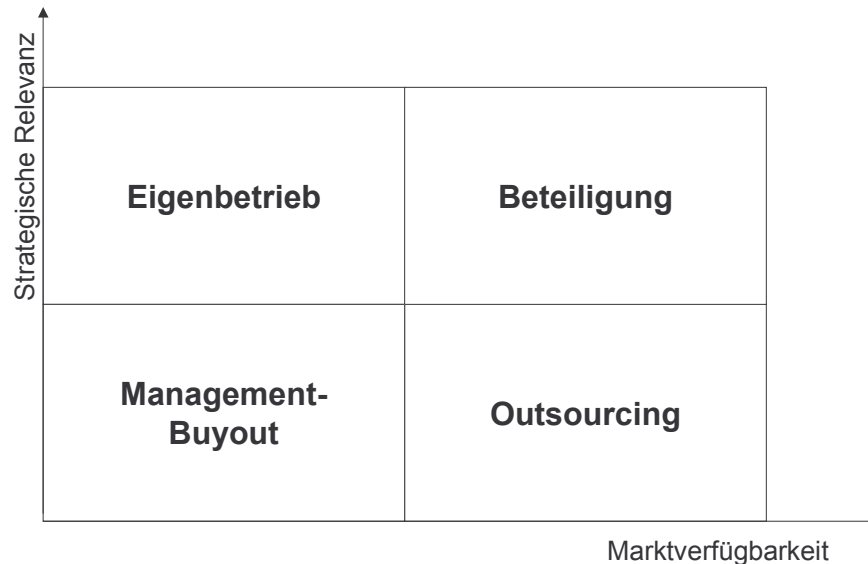 Strategische Relevanz
Eigenbetrieb
Beteiligung
Management-
Buyout
Outsourcing
Marktverfügbarkeit